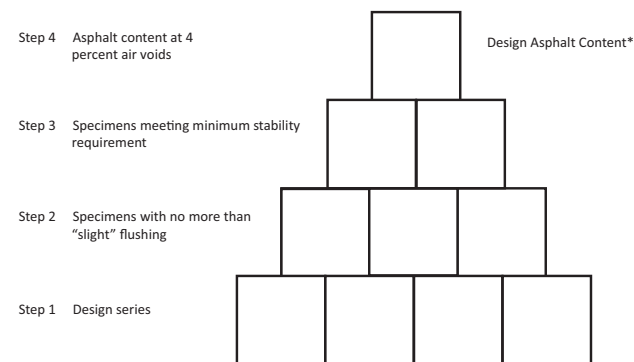 Step 4 Asphalt content at 4
percent air voids
Design Asphalt Content*
Step 3 Specimens meeting minimum stability
requirement
Step 2 Specimens with no more than
“slight” flushing
Step 1 Design series